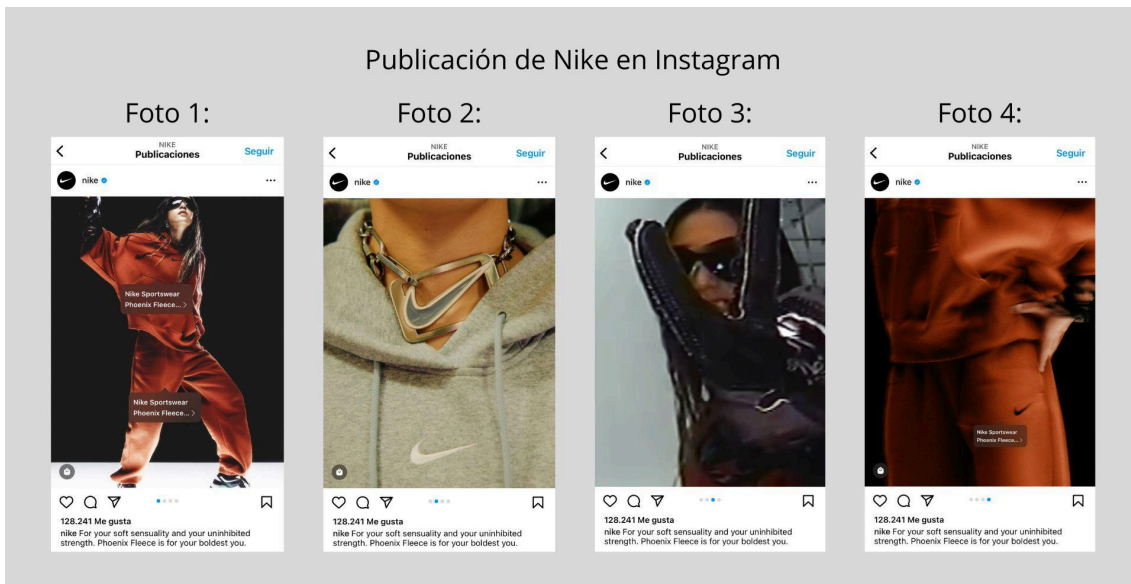 Publicación de Nike en Instagram
Foto 1:
NIKE
Publicaciones
Seguir
nike
Nike Sportswear
Phoenix Fleece...
Nike Sportswear
Phoenix Fleece...
128.241 Me gusta
nike For your soft sensuality and your uninhibited
strength. Phoenix Fleece is for your boldest you.
Foto 2:
NIKE
Publicaciones
Seguir
nike
128.241 Me gusta
nike For your soft sensuality and your uninhibited
strength. Phoenix Fleece is for your boldest you.
Foto 3:
NIKE
Publicaciones
Seguir
nike
128.241 Me gusta
nike For your soft sensuality and your uninhibited
strength. Phoenix Fleece is for your boldest you.
Foto 4:
NIKE
Publicaciones
Seguir
nike
Nike Sportswear
Phoenix Fleece...
128.241 Me gusta
nike For your soft sensuality and your uninhibited
strength. Phoenix Fleece is for your boldest you.